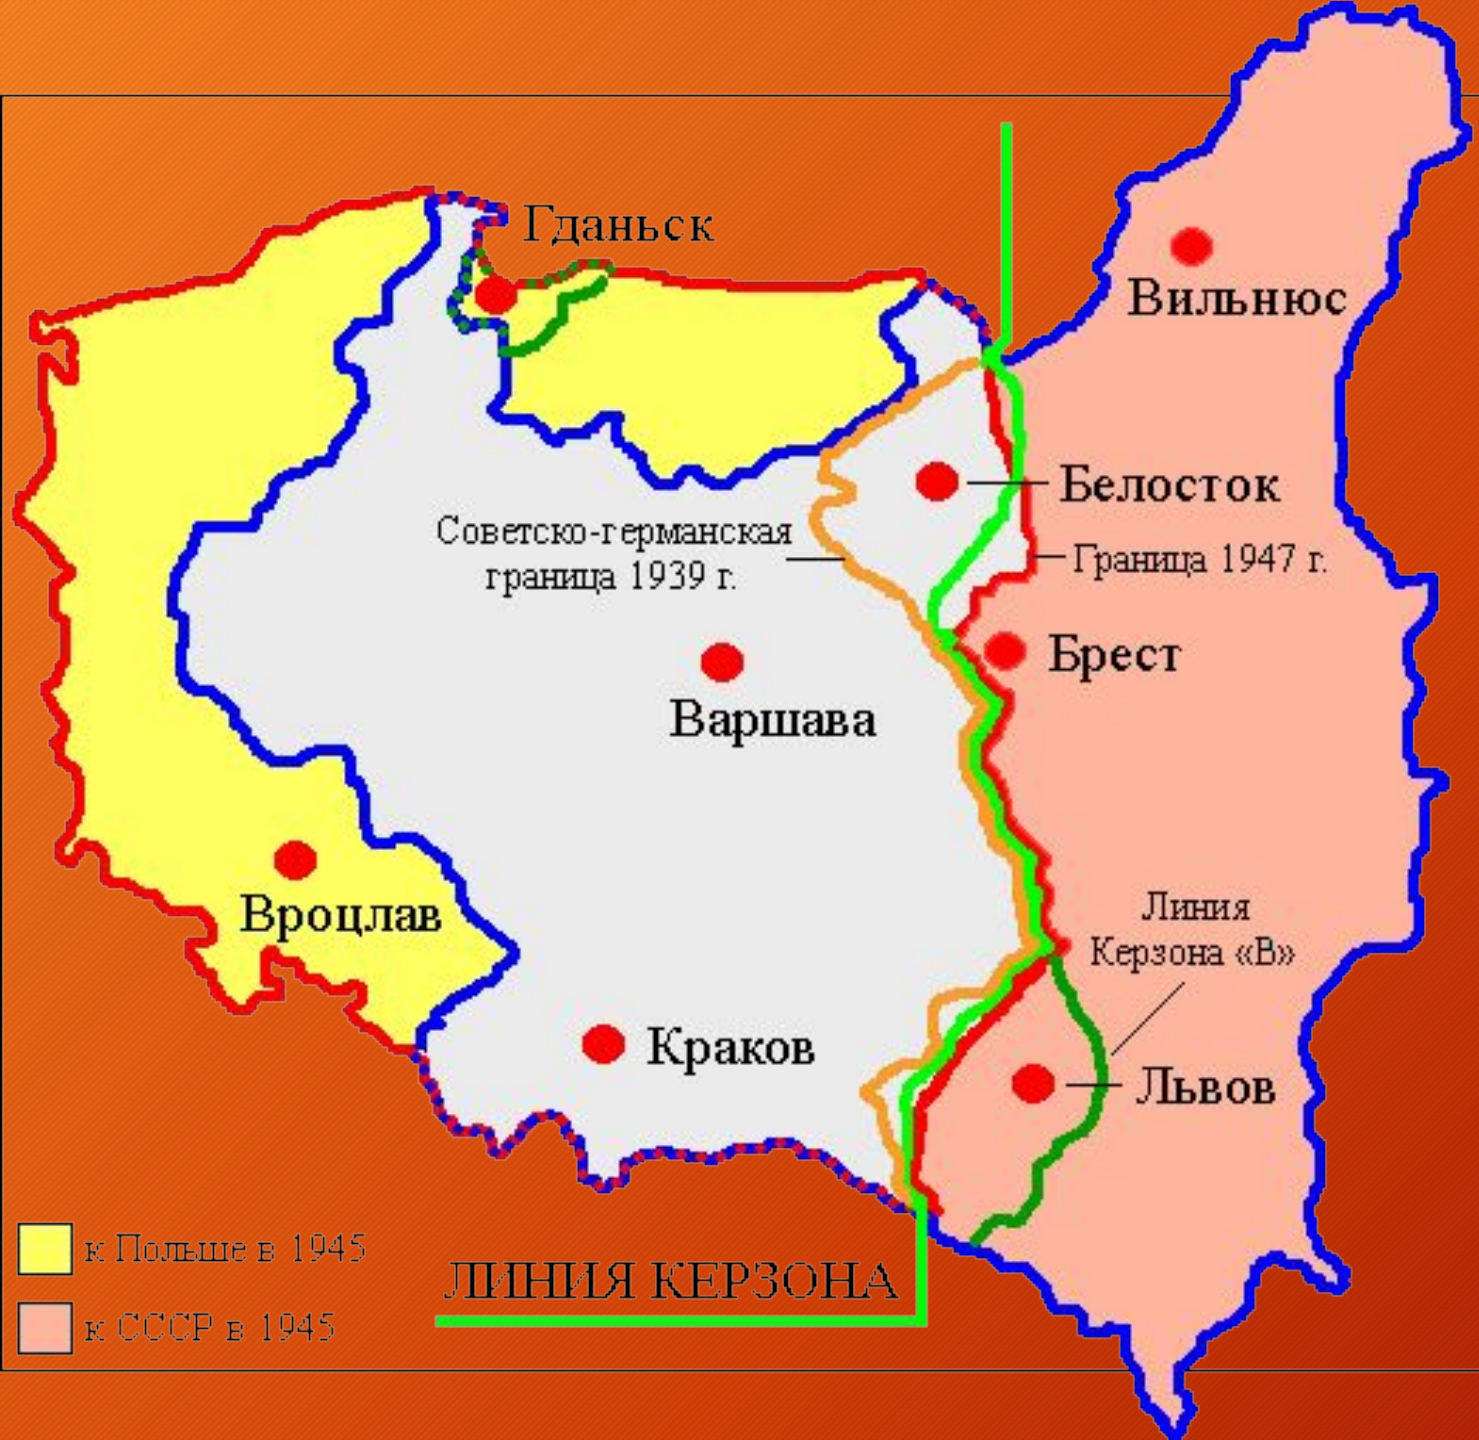 Гданьск
Вильнюс
Белосток
Советско-германская
граница 1939 г.
Граница 1947 г.
Брест
Варшава
Вроцлав
Линия
Керзона «В»
Краков
Львов
к Польше в 1945
ЛИНИЯ КЕРЗОНА
к СССР в 1945